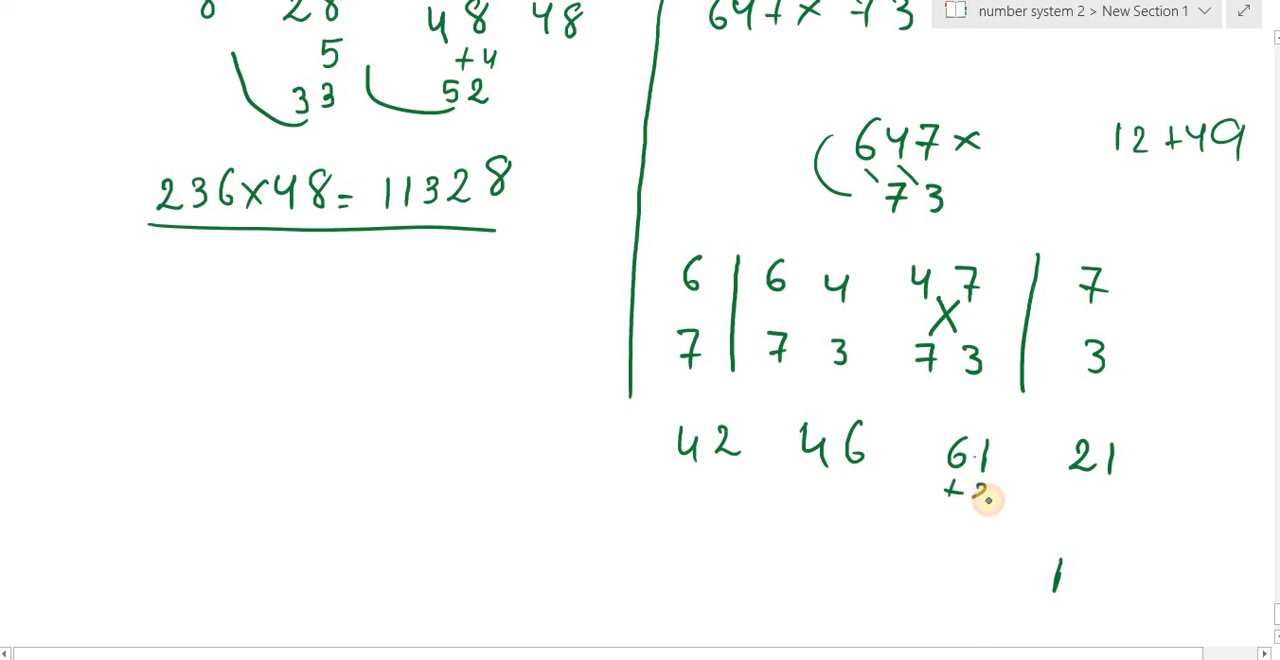 number system 2 > New Section 1
8 28 48 48
5 +4
33 52
236×48= 11328
647× 73
647×
73
12+49
6 | 6 4 4 7 | 7
7 | 7 3 7 3 | 3
42 46 61 21
+2
1